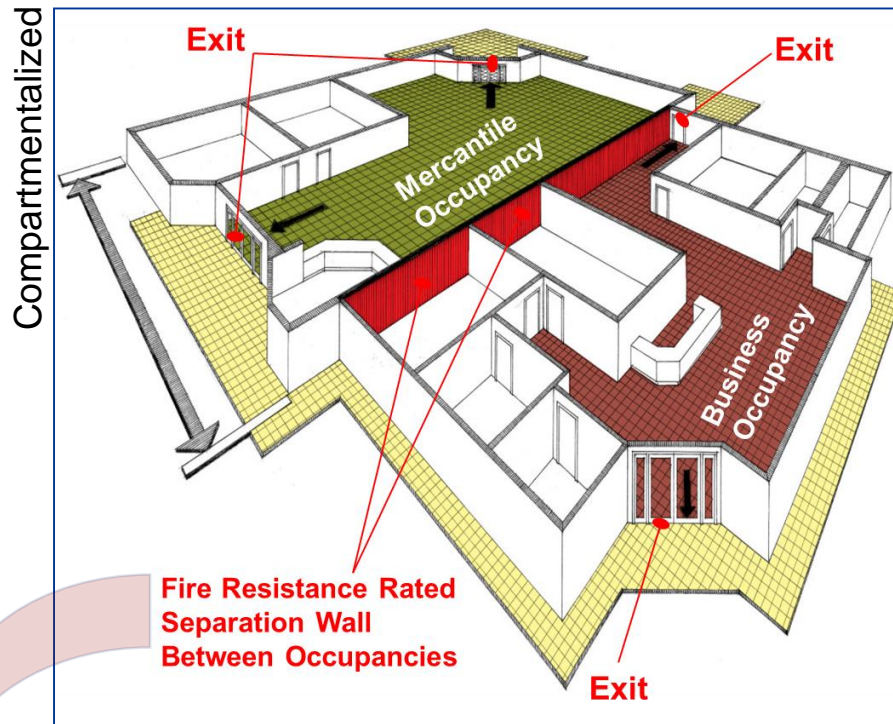 Compartmentalized
Exit
Exit
Mercantile
Occupancy
Business
Occupancy
Fire Resistance Rated
Separation Wall
Between Occupancies
Exit